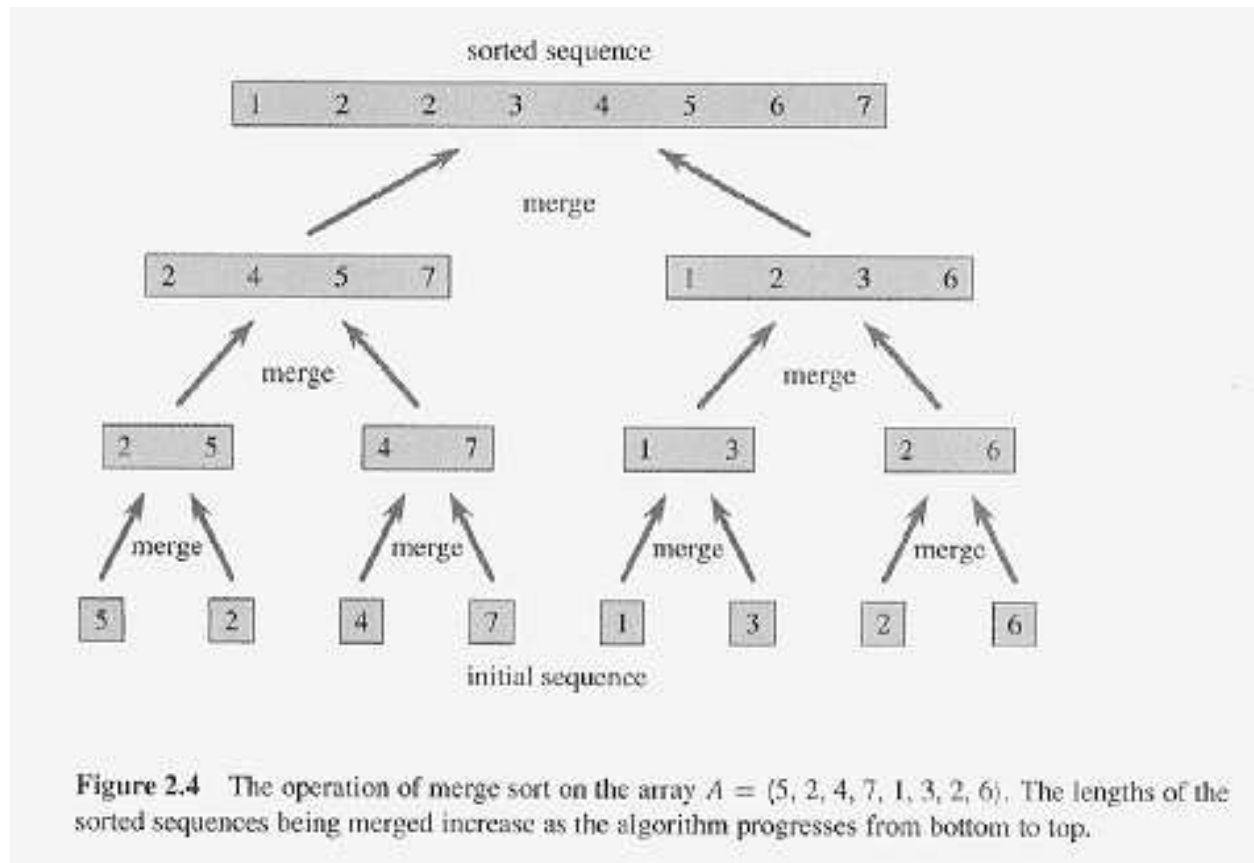 sorted sequence
1 2 2 3 4 5 6 7
merge
2 4 5 7
1 2 3 6
merge
merge
2 5
4 7
1 3
2 6
merge
merge
merge
merge
5 2 4 7 1 3 2 6
initial sequence
Figure 2.4 The operation of merge sort on the array A = ⟨5, 2, 4, 7, 1, 3, 2, 6⟩. The lengths of the
sorted sequences being merged increase as the algorithm progresses from bottom to top.